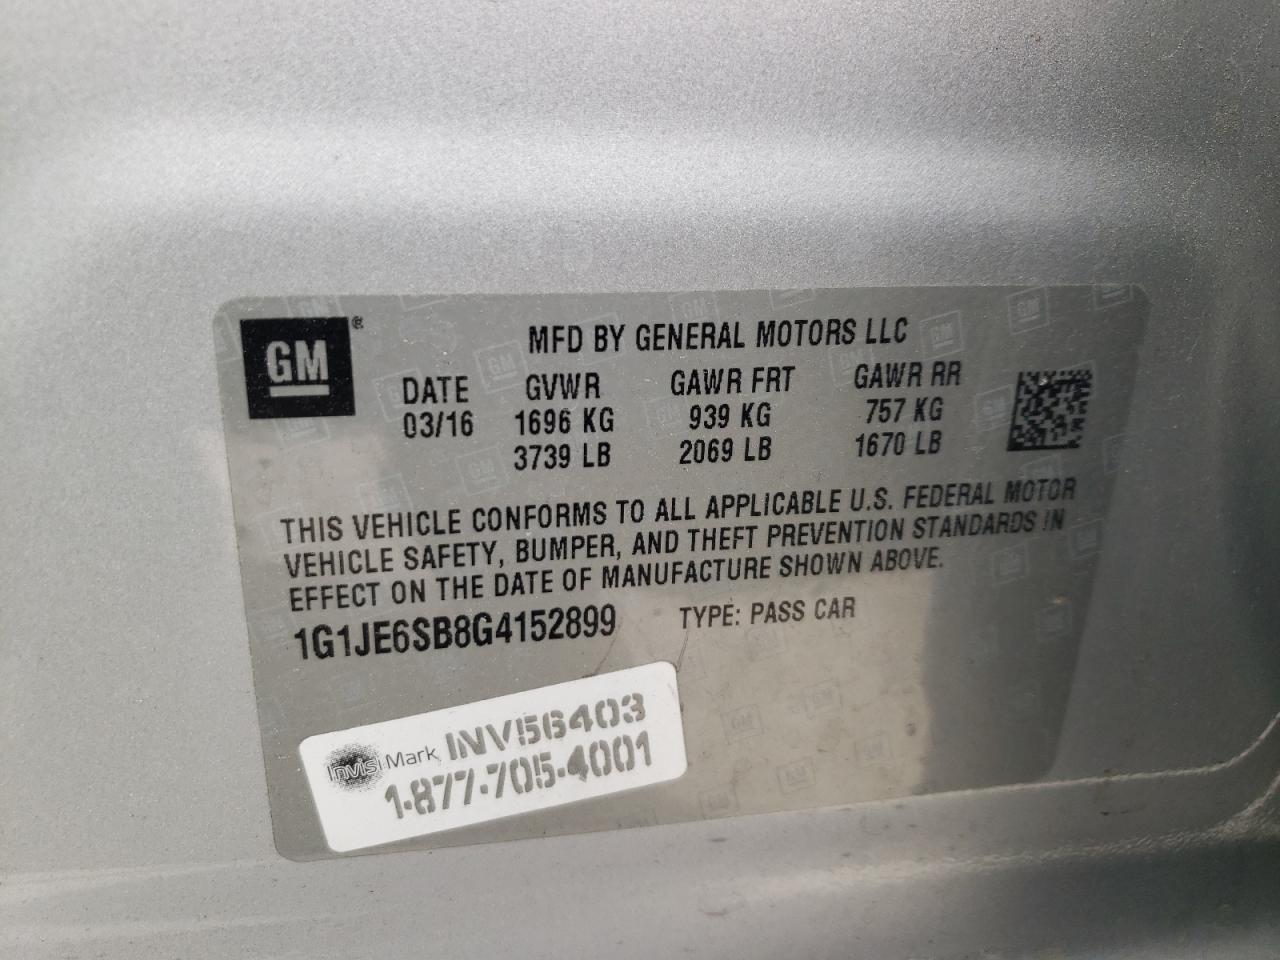 GM®
MFD BY GENERAL MOTORS LLC
DATE GVWR GAWR FRT GAWR RR
03/16 1696 KG 939 KG 757 KG
3739 LB 2069 LB 1670 LB
THIS VEHICLE CONFORMS TO ALL APPLICABLE U.S. FEDERAL MOTOR
VEHICLE SAFETY, BUMPER, AND THEFT PREVENTION STANDARDS IN
EFFECT ON THE DATE OF MANUFACTURE SHOWN ABOVE.
1G1JE6SB8G4152899 TYPE: PASS CAR
InvisiMark INV56403
1-877-705-4001